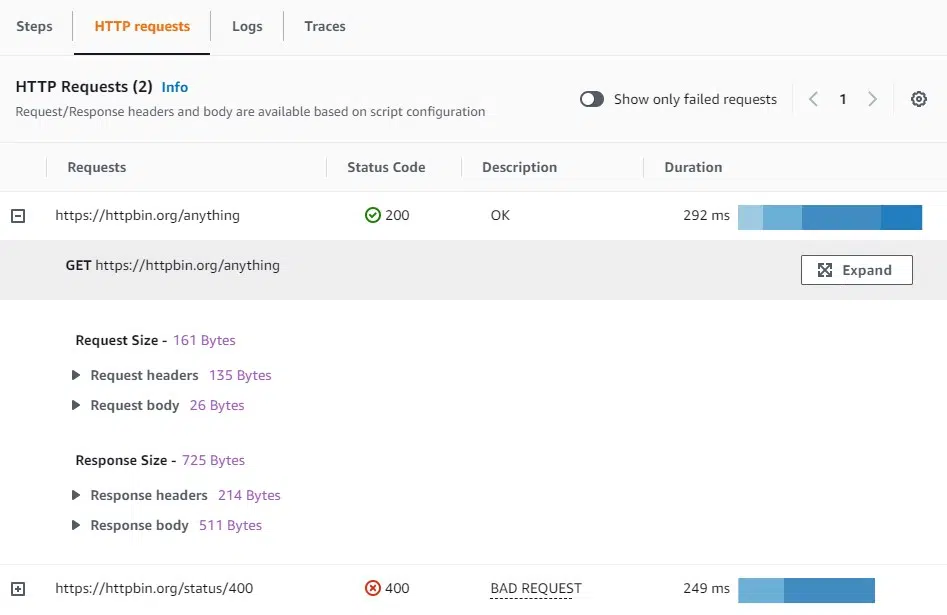 Steps HTTP requests Logs Traces
HTTP Requests (2) Info
Request/Response headers and body are available based on script configuration
Show only failed requests 1
Requests Status Code Description Duration
https://httpbin.org/anything 200 OK 292 ms
GET https://httpbin.org/anything Expand
Request Size - 161 Bytes
Request headers 135 Bytes
Request body 26 Bytes
Response Size - 725 Bytes
Response headers 214 Bytes
Response body 511 Bytes
https://httpbin.org/status/400 400 BAD REQUEST 249 ms